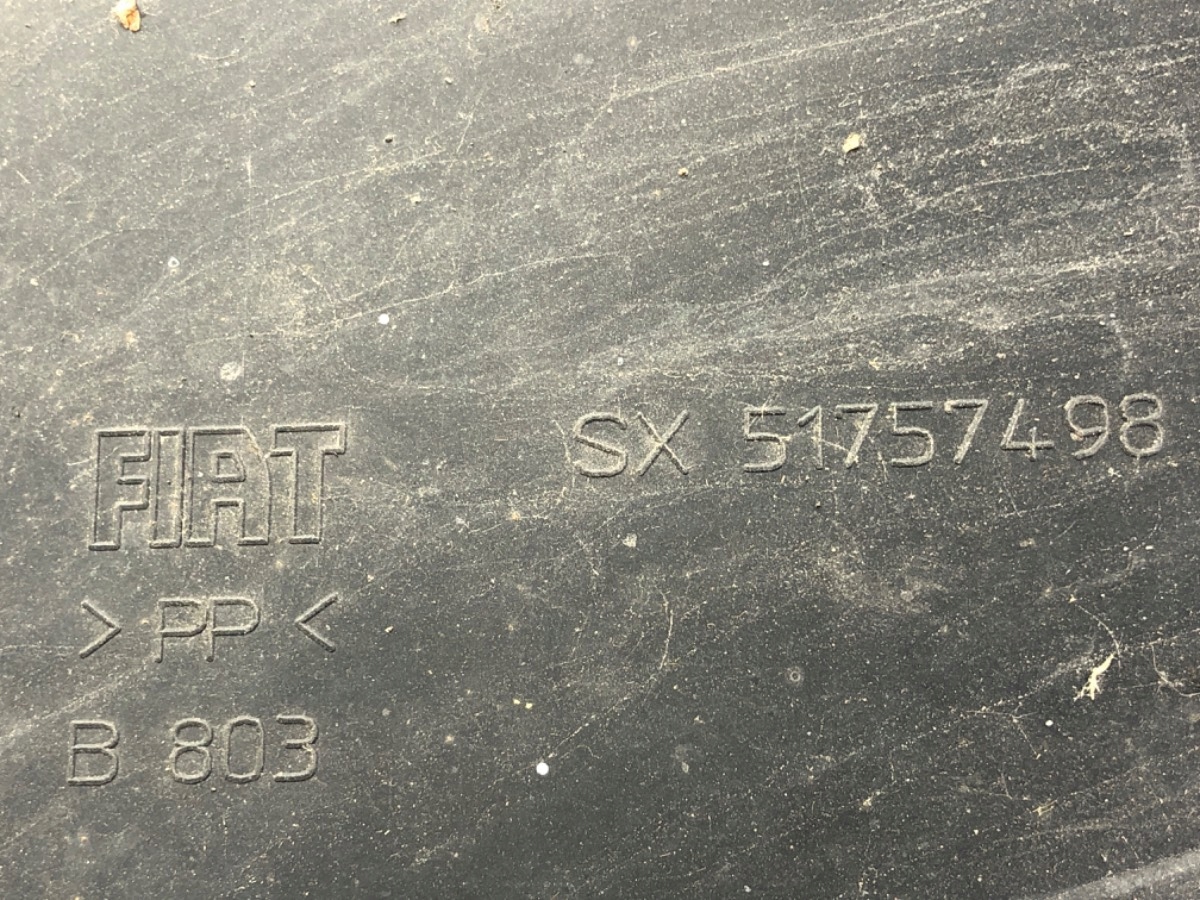 FIAT
SX 51757498
> PP <
B 803